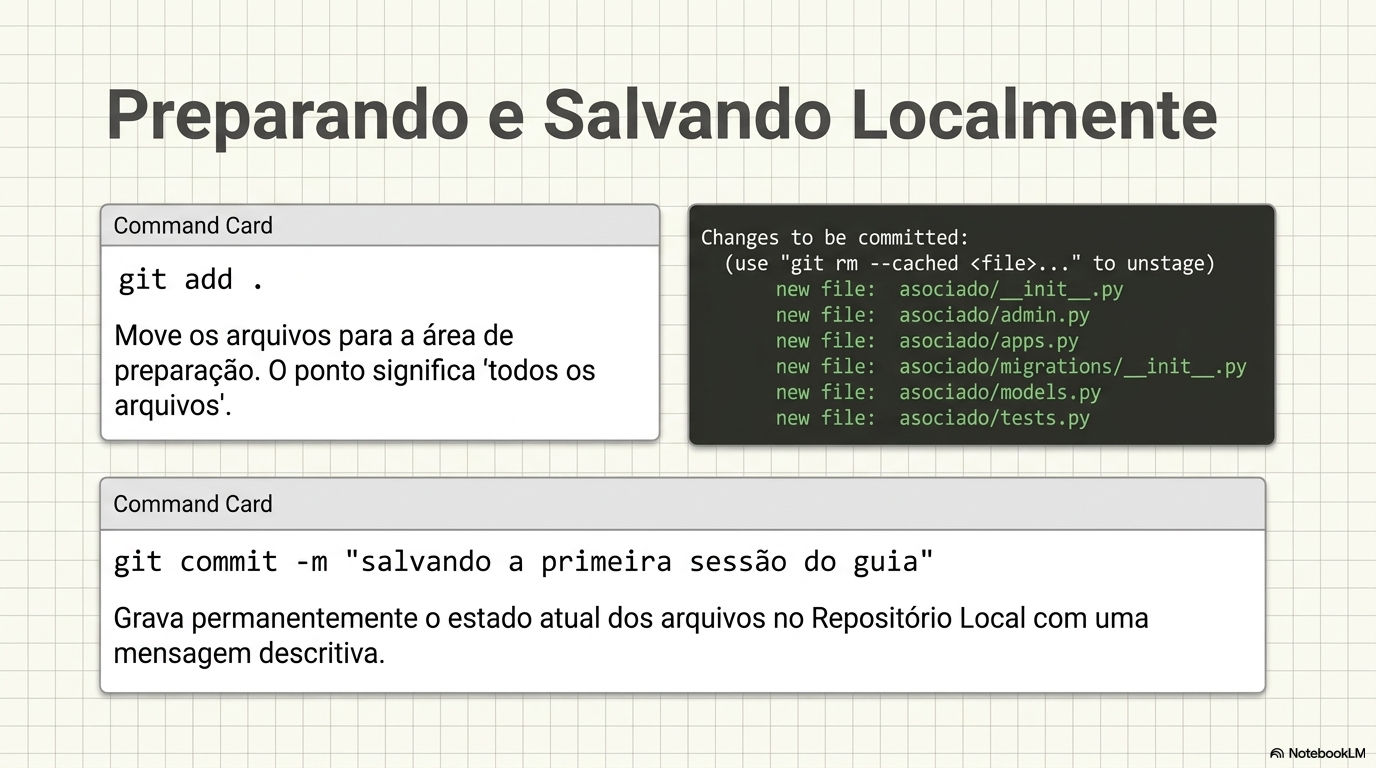 Preparando e Salvando Localmente
Command Card
git add .
Move os arquivos para a área de
preparação. O ponto significa 'todos os
arquivos'.
Changes to be committed:
(use "git rm --cached <file>..." to unstage)
new file: asociado/__init__.py
new file: asociado/admin.py
new file: asociado/apps.py
new file: asociado/migrations/__init__.py
new file: asociado/models.py
new file: asociado/tests.py
Command Card
git commit -m "salvando a primeira sessão do guia"
Grava permanentemente o estado atual dos arquivos no Repositório Local com uma
mensagem descritiva.
NotebookLM